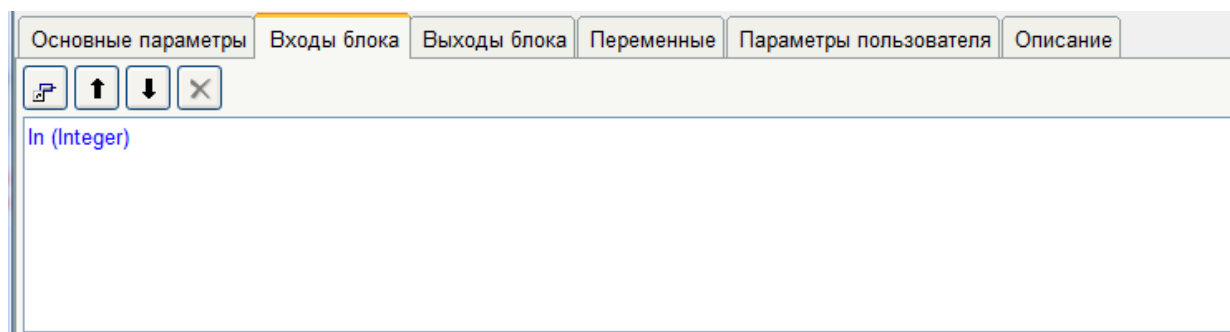 Основные параметры Входы блока Выходы блока Переменные Параметры пользователя Описание
In (Integer)